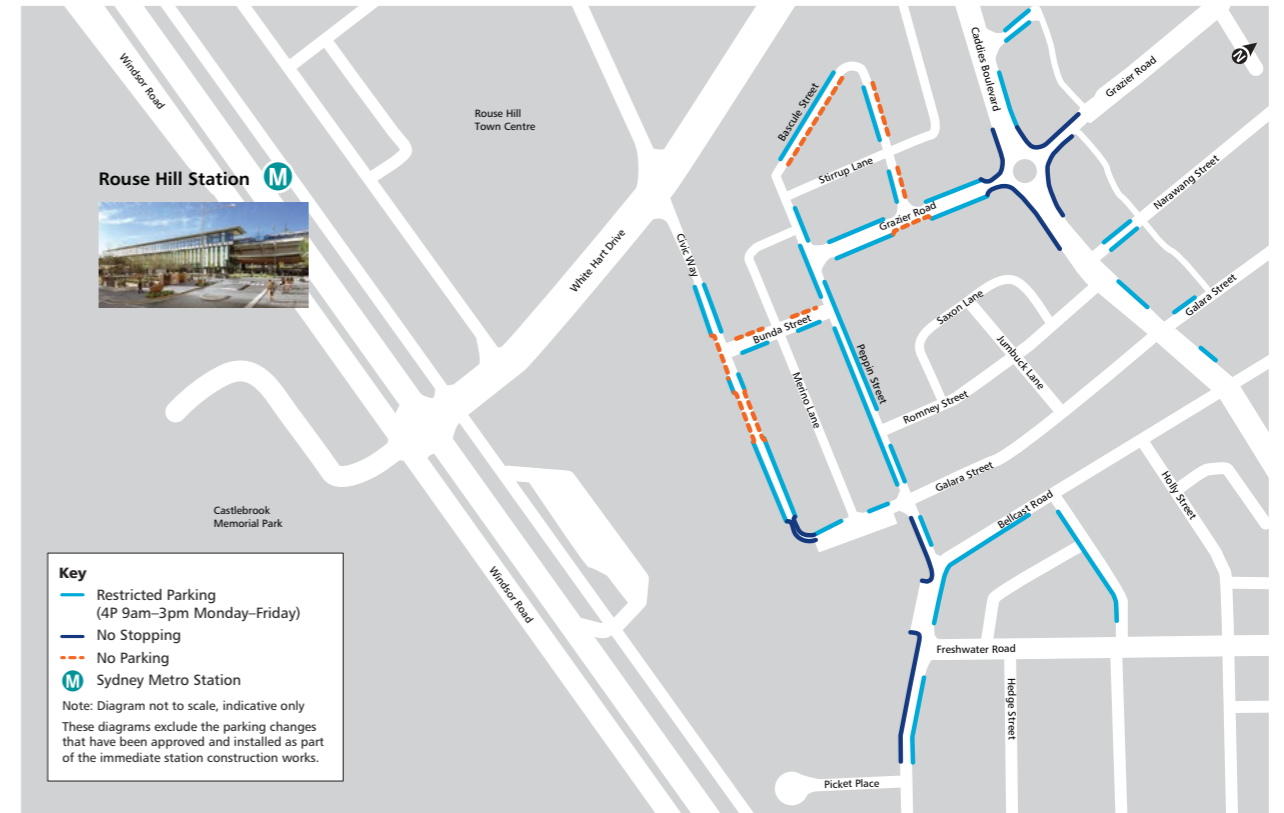 Windsor Road
Rouse Hill
Town Centre
Rouse Hill Station M
Caddies Boulevard
Grazier Road
N
Bascule Street
Stirrup Lane
Narawang Street
Grazier Road
Civic Way
White Hart Drive
Saxon Lane
Galara Street
Bunda Street
Jumbuck Lane
Peppin Street
Merino Lane
Romney Street
Galara Street
Holly Street
Bellcast Road
Castlebrook
Memorial Park
Windsor Road
Freshwater Road
Hedge Street
Picket Place
Key
Restricted Parking
(4P 9am–3pm Monday–Friday)
No Stopping
No Parking
M Sydney Metro Station
Note: Diagram not to scale, indicative only
These diagrams exclude the parking changes
that have been approved and installed as part
of the immediate station construction works.